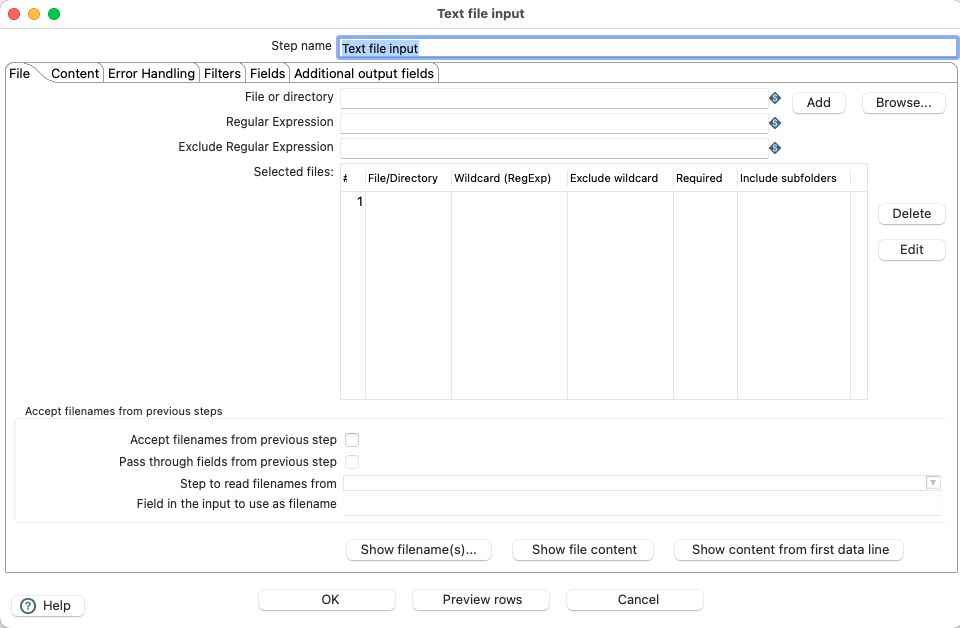 Text file input
Step name Text file input
File Content Error Handling Filters Fields Additional output fields
File or directory Add Browse...
Regular Expression
Exclude Regular Expression
Selected files: # File/Directory Wildcard (RegExp) Exclude wildcard Required Include subfolders
1
Delete
Edit
Accept filenames from previous steps
Accept filenames from previous step
Pass through fields from previous step
Step to read filenames from
Field in the input to use as filename
Show filename(s)... Show file content Show content from first data line
? Help OK Preview rows Cancel